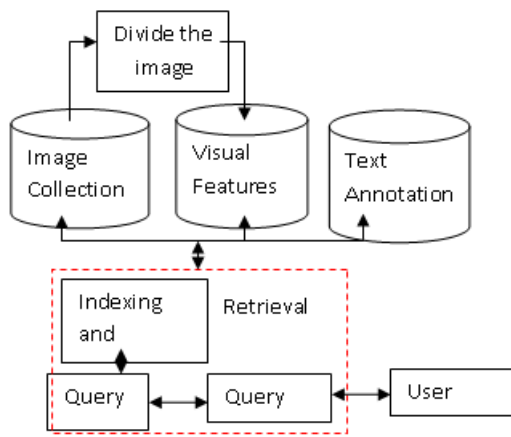 Divide the
image
Image
Collection
Visual
Features
Text
Annotation
Indexing
and
Retrieval
Query
Query
User